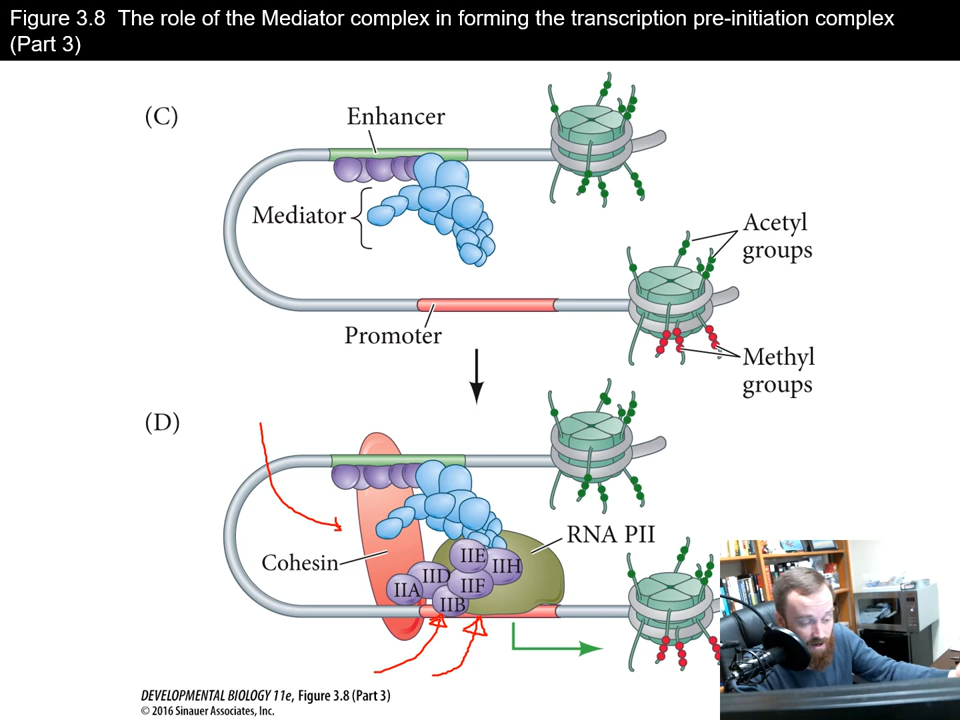 Figure 3.8 The role of the Mediator complex in forming the transcription pre-initiation complex
(Part 3)
(C)
Enhancer
Mediator
Acetyl
groups
Promoter
Methyl
groups
(D)
RNA PII
Cohesin
IIE
IIH
IID
IIF
IIA
IIB
DEVELOPMENTAL BIOLOGY 11e, Figure 3.8 (Part 3)
© 2016 Sinauer Associates, Inc.